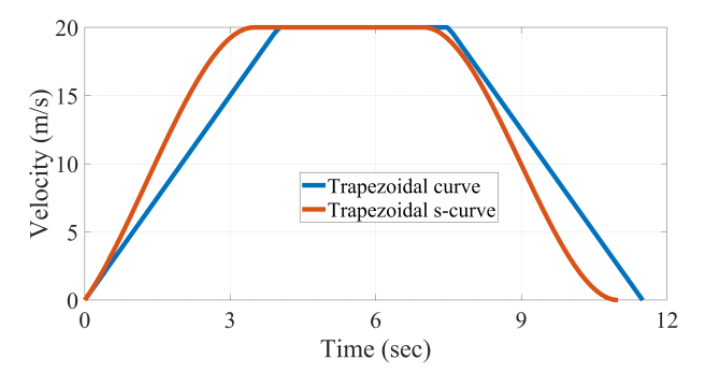 20
15
10
5
0
Velocity (m/s)
Trapezoidal curve
Trapezoidal s-curve
0 3 6 9 12
Time (sec)